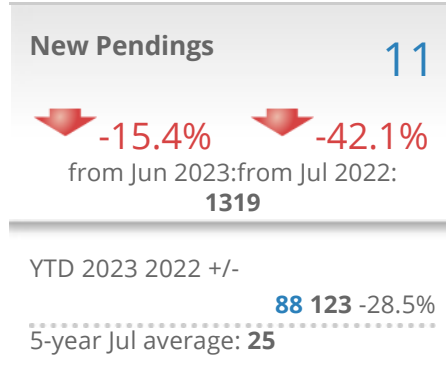 New Pendings 11
-15.4% -42.1%
from Jun 2023:from Jul 2022:
1319
YTD 2023 2022 +/-
88 123 -28.5%
5-year Jul average: 25